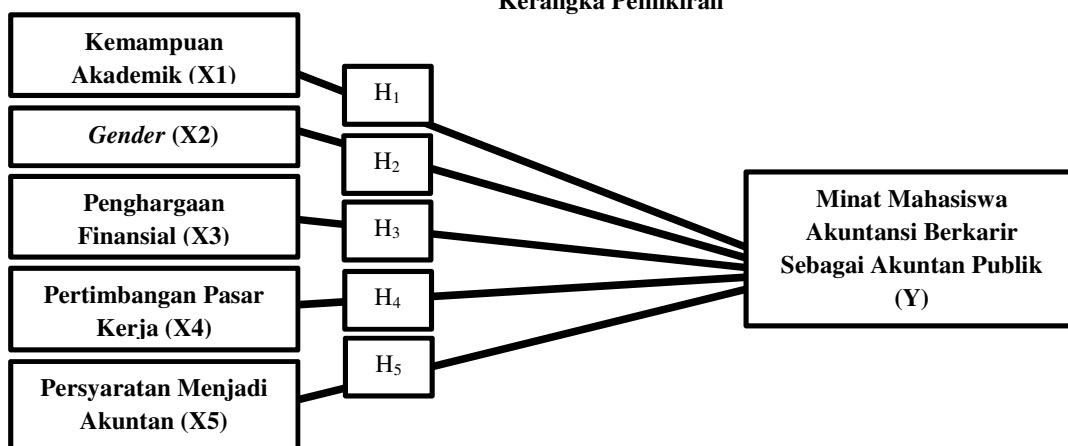 Kerangka Pemikiran
Kemampuan
Akademik (X1)
H1
Gender (X2)
H2
Penghargaan
Finansial (X3)
H3
Pertimbangan Pasar
Kerja (X4)
H4
Persyaratan Menjadi
Akuntan (X5)
H5
Minat Mahasiswa
Akuntansi Berkarir
Sebagai Akuntan Publik
(Y)